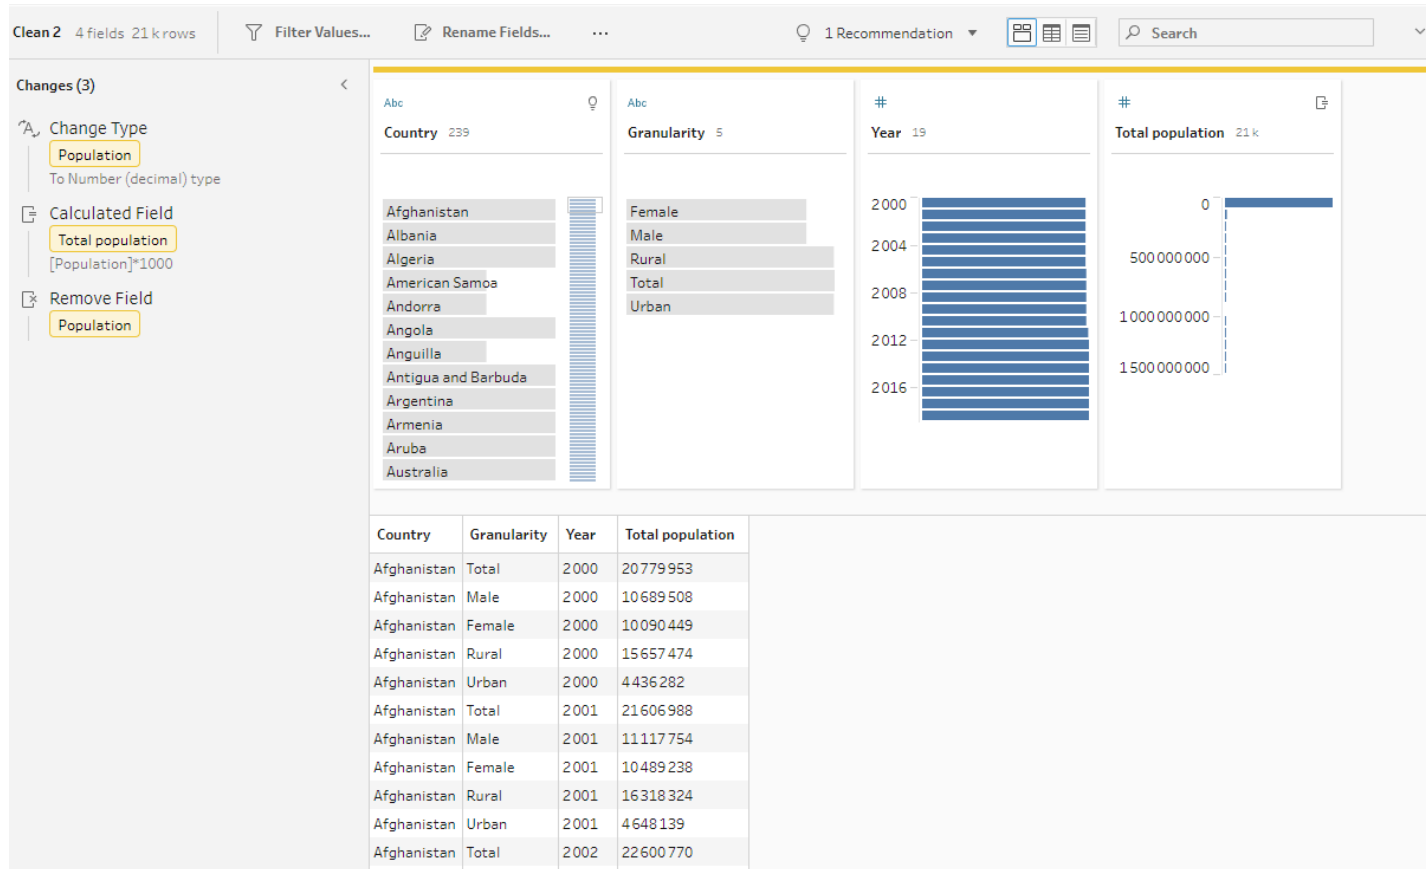 Clean 2 4 fields 21 k rows Filter Values... Rename Fields... ... 1 Recommendation Search
Changes (3)
Change Type
Population
To Number (decimal) type
Calculated Field
Total population
[Population]*1000
Remove Field
Population
Abc
Country 239
Afghanistan
Albania
Algeria
American Samoa
Andorra
Angola
Anguilla
Antigua and Barbuda
Argentina
Armenia
Aruba
Australia
Abc
Granularity 5
Female
Male
Rural
Total
Urban
#
Year 19
2000
2004
2008
2012
2016
#
Total population 21 k
0
500 000 000
1 000 000 000
1 500 000 000
Country Granularity Year Total population
Afghanistan Total 2000 20 779 953
Afghanistan Male 2000 10 689 508
Afghanistan Female 2000 10 090 449
Afghanistan Rural 2000 15 657 474
Afghanistan Urban 2000 4 436 282
Afghanistan Total 2001 21 606 988
Afghanistan Male 2001 11 117 754
Afghanistan Female 2001 10 489 238
Afghanistan Rural 2001 16 318 324
Afghanistan Urban 2001 4 648 139
Afghanistan Total 2002 22 600 770